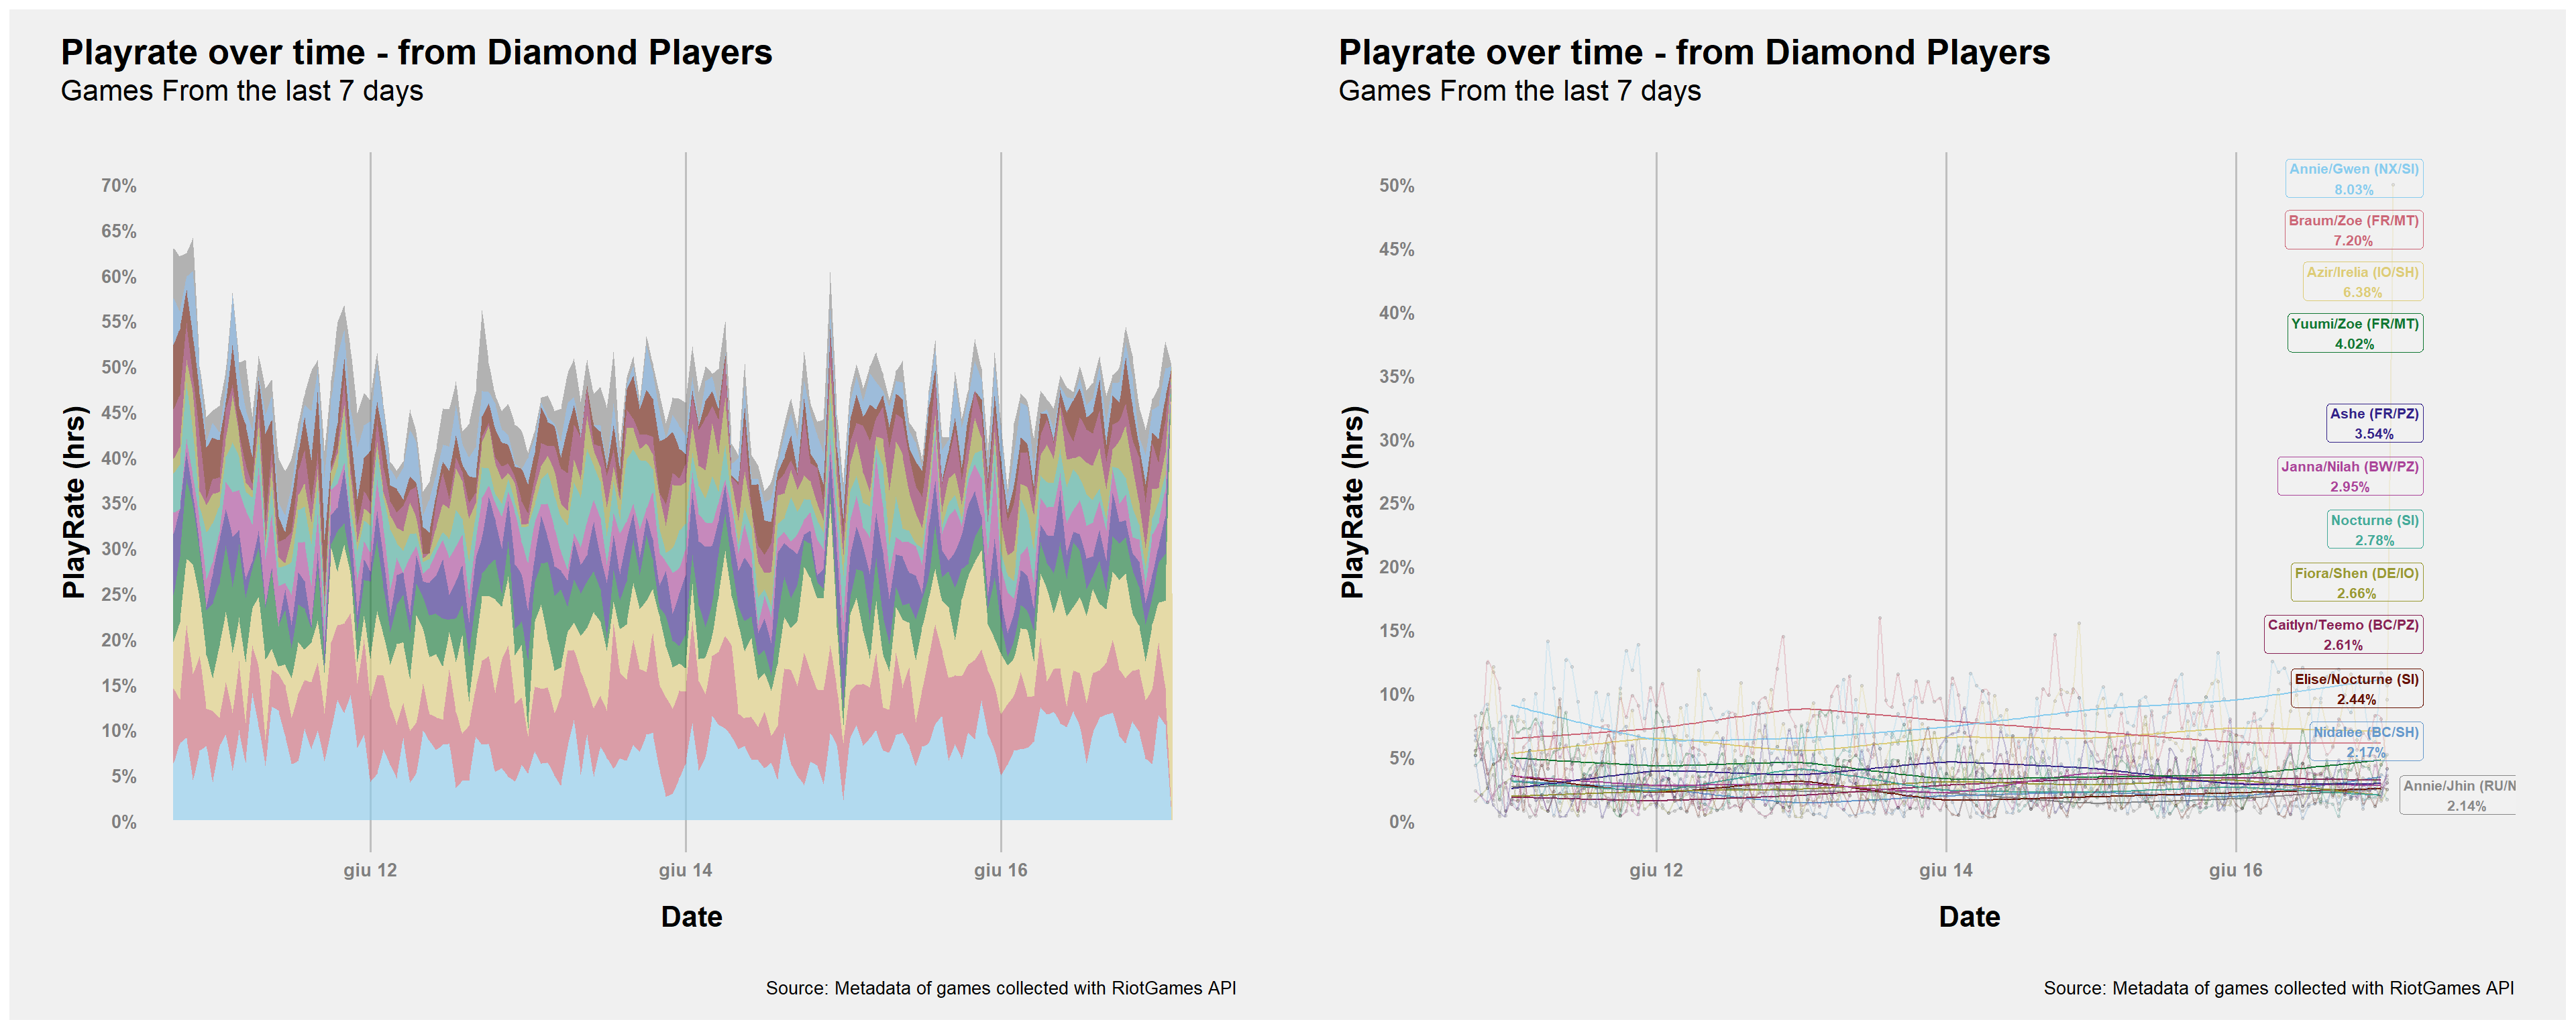 Playrate over time - from Diamond Players
Games From the last 7 days
PlayRate (hrs)
70%
65%
60%
55%
50%
45%
40%
35%
30%
25%
20%
15%
10%
5%
0%
giu 12
giu 14
giu 16
Date
Source: Metadata of games collected with RiotGames API
Playrate over time - from Diamond Players
Games From the last 7 days
PlayRate (hrs)
50%
45%
40%
35%
30%
25%
20%
15%
10%
5%
0%
Annie/Gwen (NX/SI)
8.03%
Braum/Zoe (FR/MT)
7.20%
Azir/Irelia (IO/SH)
6.38%
Yuumi/Zoe (FR/MT)
4.02%
Ashe (FR/PZ)
3.54%
Janna/Nilah (BW/PZ)
2.95%
Nocturne (SI)
2.78%
Fiora/Shen (DE/IO)
2.66%
Caitlyn/Teemo (BC/PZ)
2.61%
Elise/Nocturne (SI)
2.44%
Nidalee (BC/SH)
2.17%
Annie/Jhin (RU/N
2.14%
giu 12
giu 14
giu 16
Date
Source: Metadata of games collected with RiotGames API